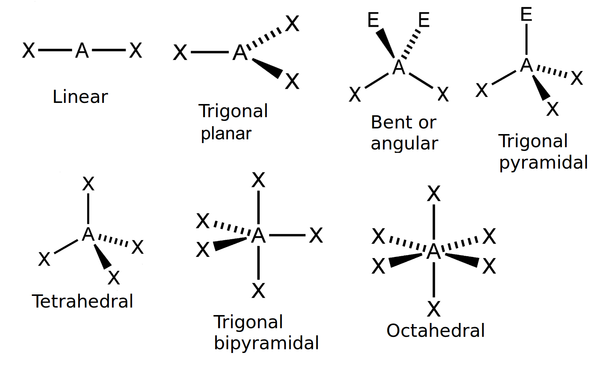 X A X
Linear
X A X X
Trigonal
planar
E E
A
X X
Bent or
angular
E
A
X X
X
Trigonal
pyramidal
X
A
X X
X
Tetrahedral
X
X
X A X
X
Trigonal
bipyramidal
X
X X
A
X X
X
Octahedral